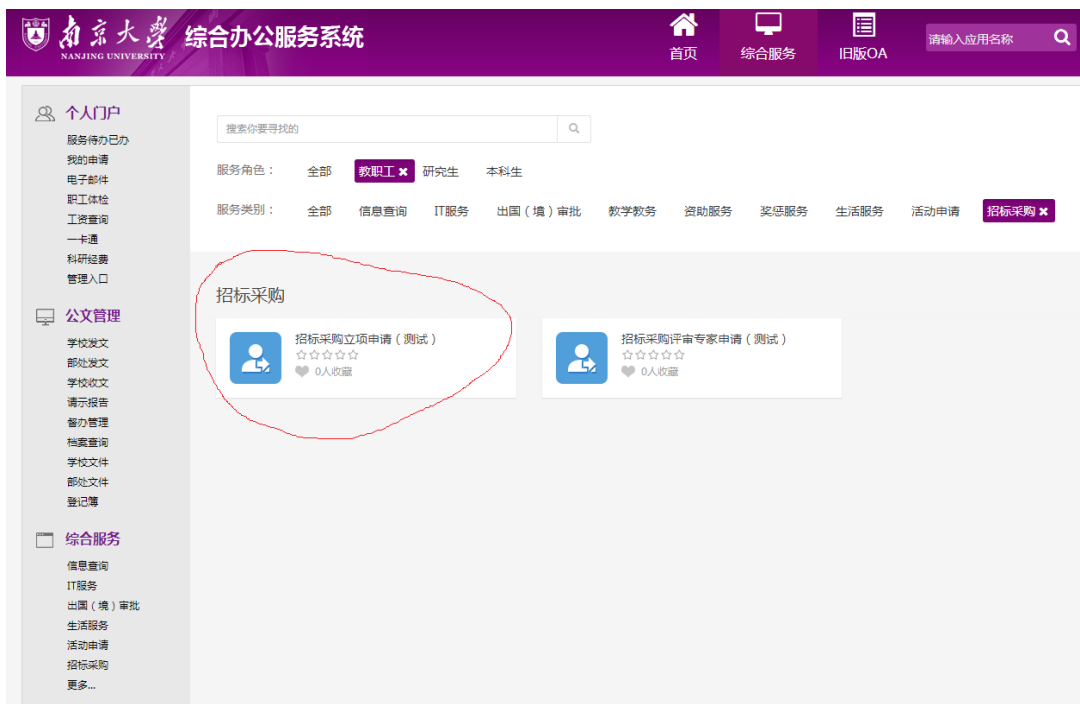 南京大学
NANJING UNIVERSITY
综合办公服务系统
首页
综合服务
旧版OA
请输入应用名称
个人门户
服务待办已办
我的申请
电子邮件
职工体检
工资查询
一卡通
科研经费
管理入口
公文管理
学校发文
部处发文
学校收文
请示报告
督办管理
档案查询
学校文件
部处文件
登记簿
综合服务
信息查询
IT服务
出国（境）审批
生活服务
活动申请
招标采购
更多...
搜索你要寻找的
服务角色： 全部 教职工 ✖ 研究生 本科生
服务类别： 全部 信息查询 IT服务 出国（境）审批 教学教务 资助服务 奖惩服务 生活服务 活动申请 招标采购 ✖
招标采购
招标采购立项申请（测试）
0人收藏
招标采购评审专家申请（测试）
0人收藏